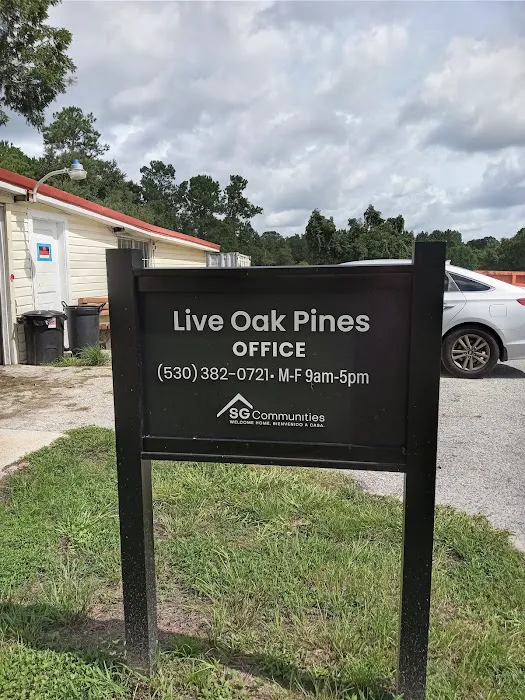 Live Oak Pines
OFFICE
(530) 382-0721• M-F 9am-5pm
SG Communities
WELCOME HOME. BIENVENIDO A CASA.